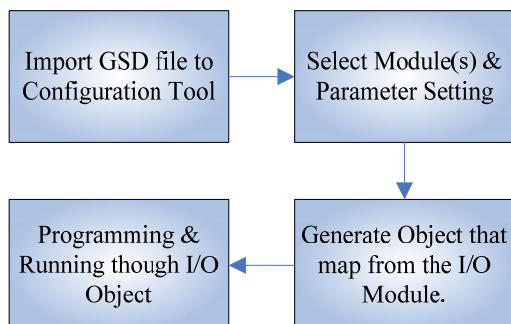 Import GSD file to
Configuration Tool
Select Module(s) &
Parameter Setting
Generate Object that
map from the I/O
Module.
Programming &
Running though I/O
Object